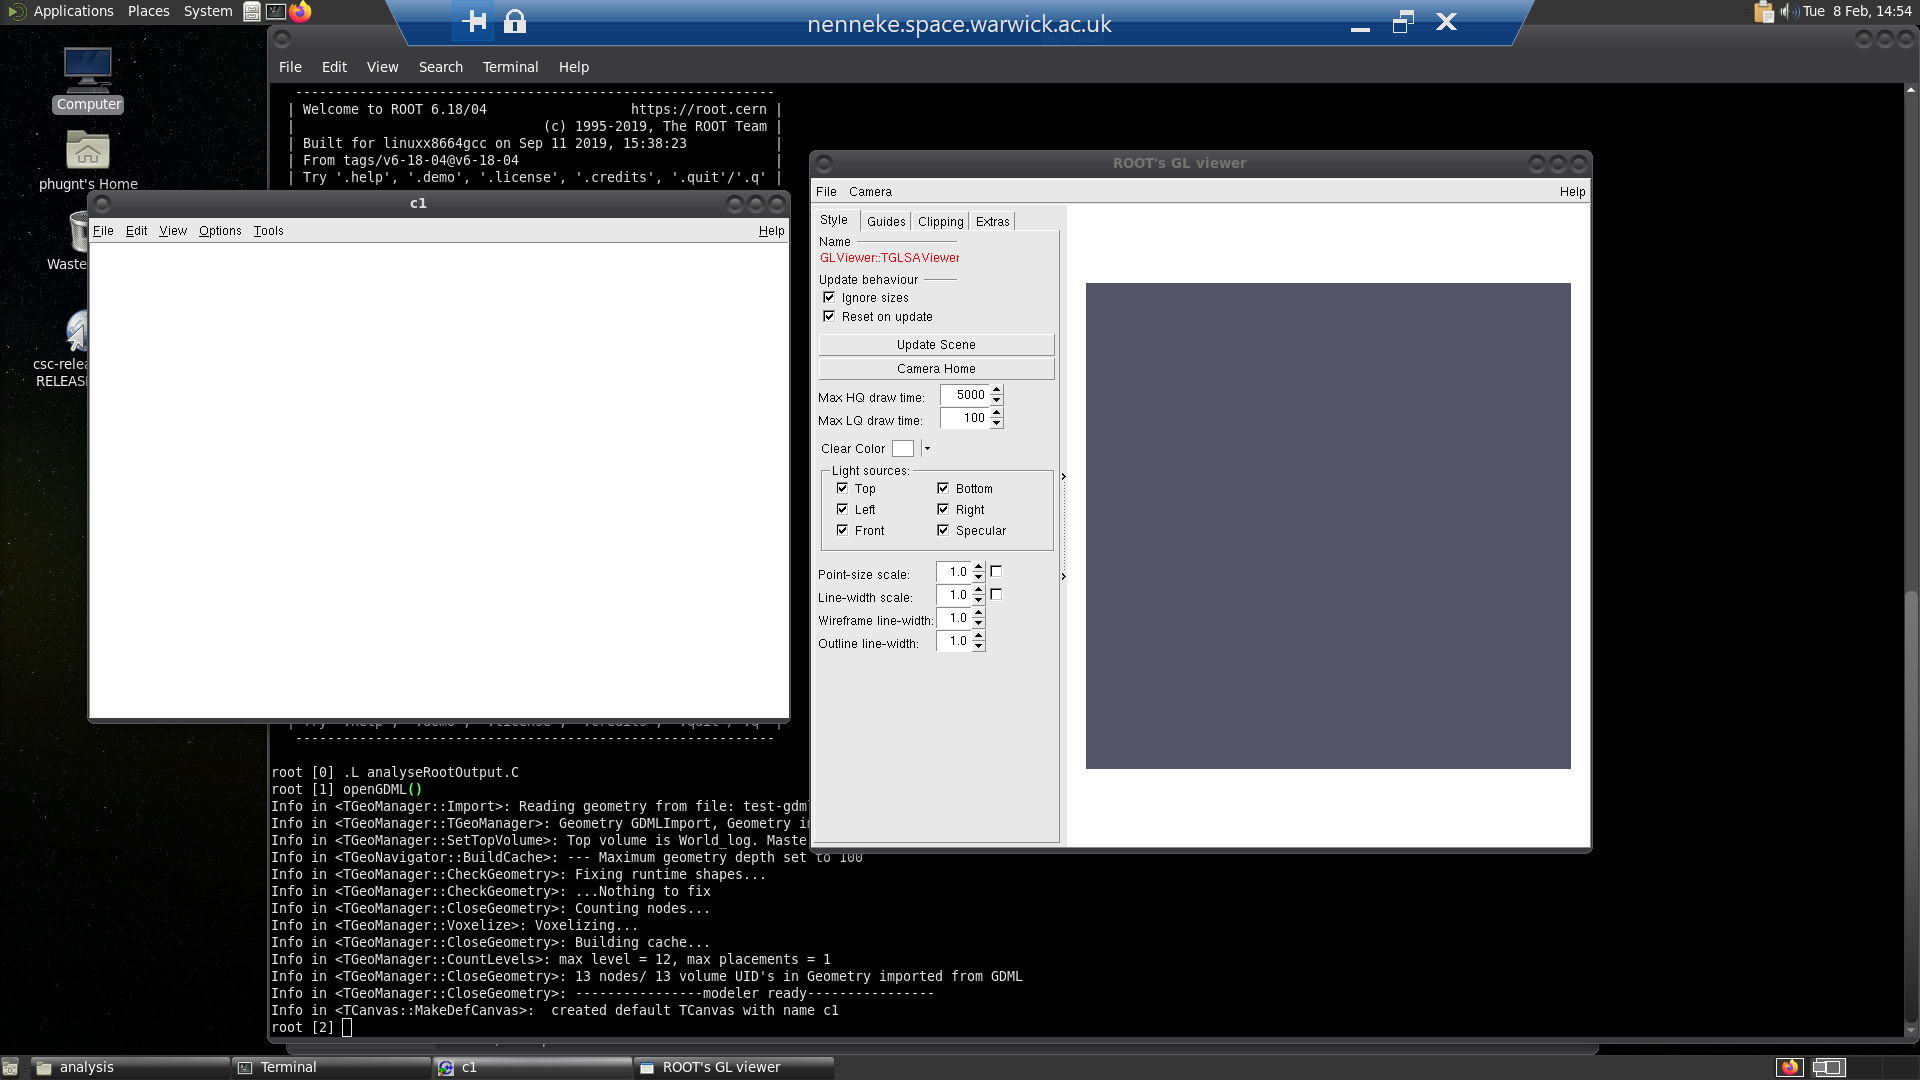 Applications Places System
nenneke.space.warwick.ac.uk
Tue 8 Feb, 14:54
File Edit View Search Terminal Help
Computer
phugnt's Home
Waste
csc-relea
RELEAS
------------------------------------------------------------
| Welcome to ROOT 6.18/04 https://root.cern |
| (c) 1995-2019, The ROOT Team |
| Built for linuxx8664gcc on Sep 11 2019, 15:38:23 |
| From tags/v6-18-04@v6-18-04 |
| Try '.help', '.demo', '.license', '.credits', '.quit'/'.q' |
c1
File Edit View Options Tools Help
ROOT's GL viewer
File Camera Help
Style Guides Clipping Extras
Name
GLViewer::TGLSAViewer
Update behaviour
Ignore sizes
Reset on update
Update Scene
Camera Home
Max HQ draw time: 5000
Max LQ draw time: 100
Clear Color
Light sources:
Top Bottom
Left Right
Front Specular
Point-size scale: 1.0
Line-width scale: 1.0
Wireframe line-width: 1.0
Outline line-width: 1.0
| Try '.help', '.demo', '.license', '.credits', '.quit'/'.q' |
------------------------------------------------------------
root [0] .L analyseRootOutput.C
root [1] openGDML()
Info in <TGeoManager::Import>: Reading geometry from file: test-gdm
Info in <TGeoManager::TGeoManager>: Geometry GDMLImport, Geometry i
Info in <TGeoManager::SetTopVolume>: Top volume is World_log. Maste
Info in <TGeoNavigator::BuildCache>: --- Maximum geometry depth set to 100
Info in <TGeoManager::CheckGeometry>: Fixing runtime shapes...
Info in <TGeoManager::CheckGeometry>: ...Nothing to fix
Info in <TGeoManager::CloseGeometry>: Counting nodes...
Info in <TGeoManager::Voxelize>: Voxelizing...
Info in <TGeoManager::CloseGeometry>: Building cache...
Info in <TGeoManager::CountLevels>: max level = 12, max placements = 1
Info in <TGeoManager::CloseGeometry>: 13 nodes/ 13 volume UID's in Geometry imported from GDML
Info in <TGeoManager::CloseGeometry>: ----------------modeler ready----------------
Info in <TCanvas::MakeDefCanvas>: created default TCanvas with name c1
root [2]
analysis Terminal c1 ROOT's GL viewer